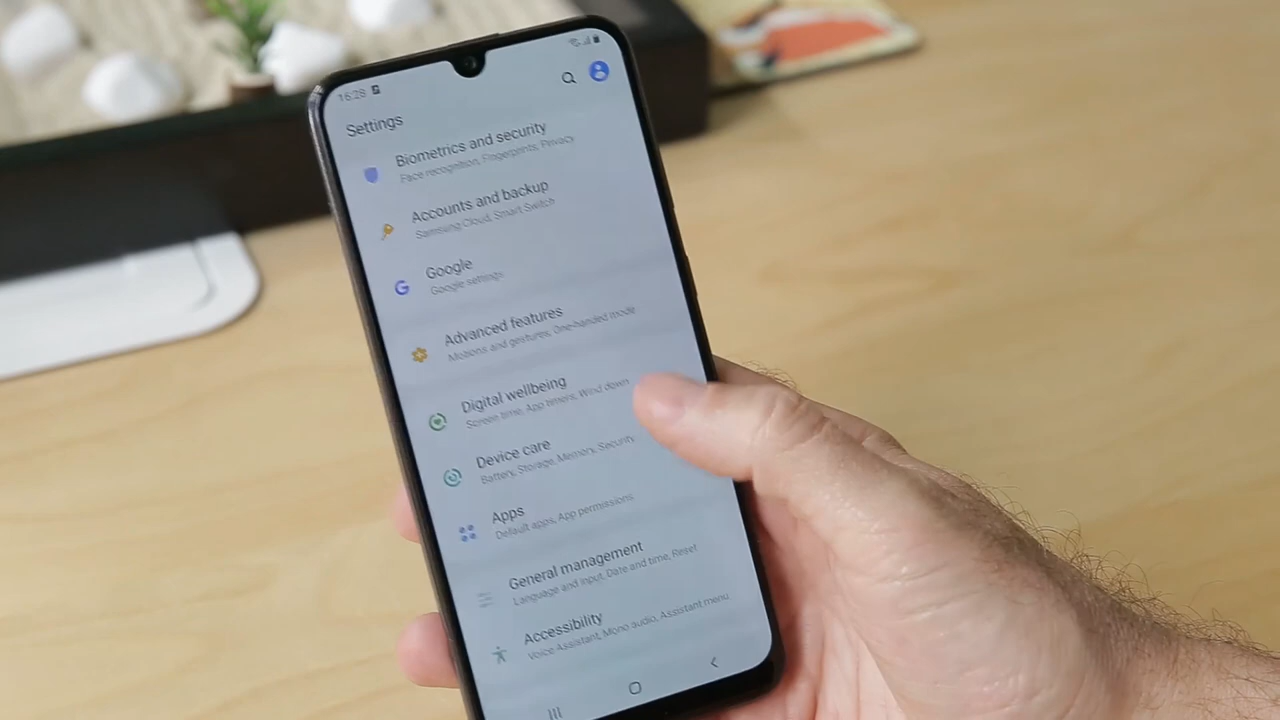 16:28
Settings
Biometrics and security
Face recognition, Fingerprints, Privacy
Accounts and backup
Samsung Cloud, Smart Switch
Google
Google settings
Advanced features
Motions and gestures, One-handed mode
Digital wellbeing
Screen time, App timers, Wind down
Device care
Battery, Storage, Memory, Security
Apps
Default apps, App permissions
General management
Language and input, Date and time, Reset
Accessibility
Voice Assistant, Mono audio, Assistant menu